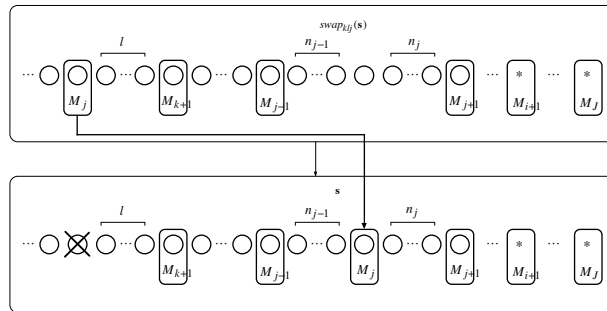 swap_{klj}(s)
l n_{j−1} n_j
··· ··· ··· ··· ··· ··· * ··· *
M_j M_{k+1} M_{j−1} M_{j+1} M_{i+1} M_J
s
l n_{j−1} n_j
··· ··· ··· ··· ··· ··· * ··· *
M_{k+1} M_{j−1} M_j M_{j+1} M_{i+1} M_J